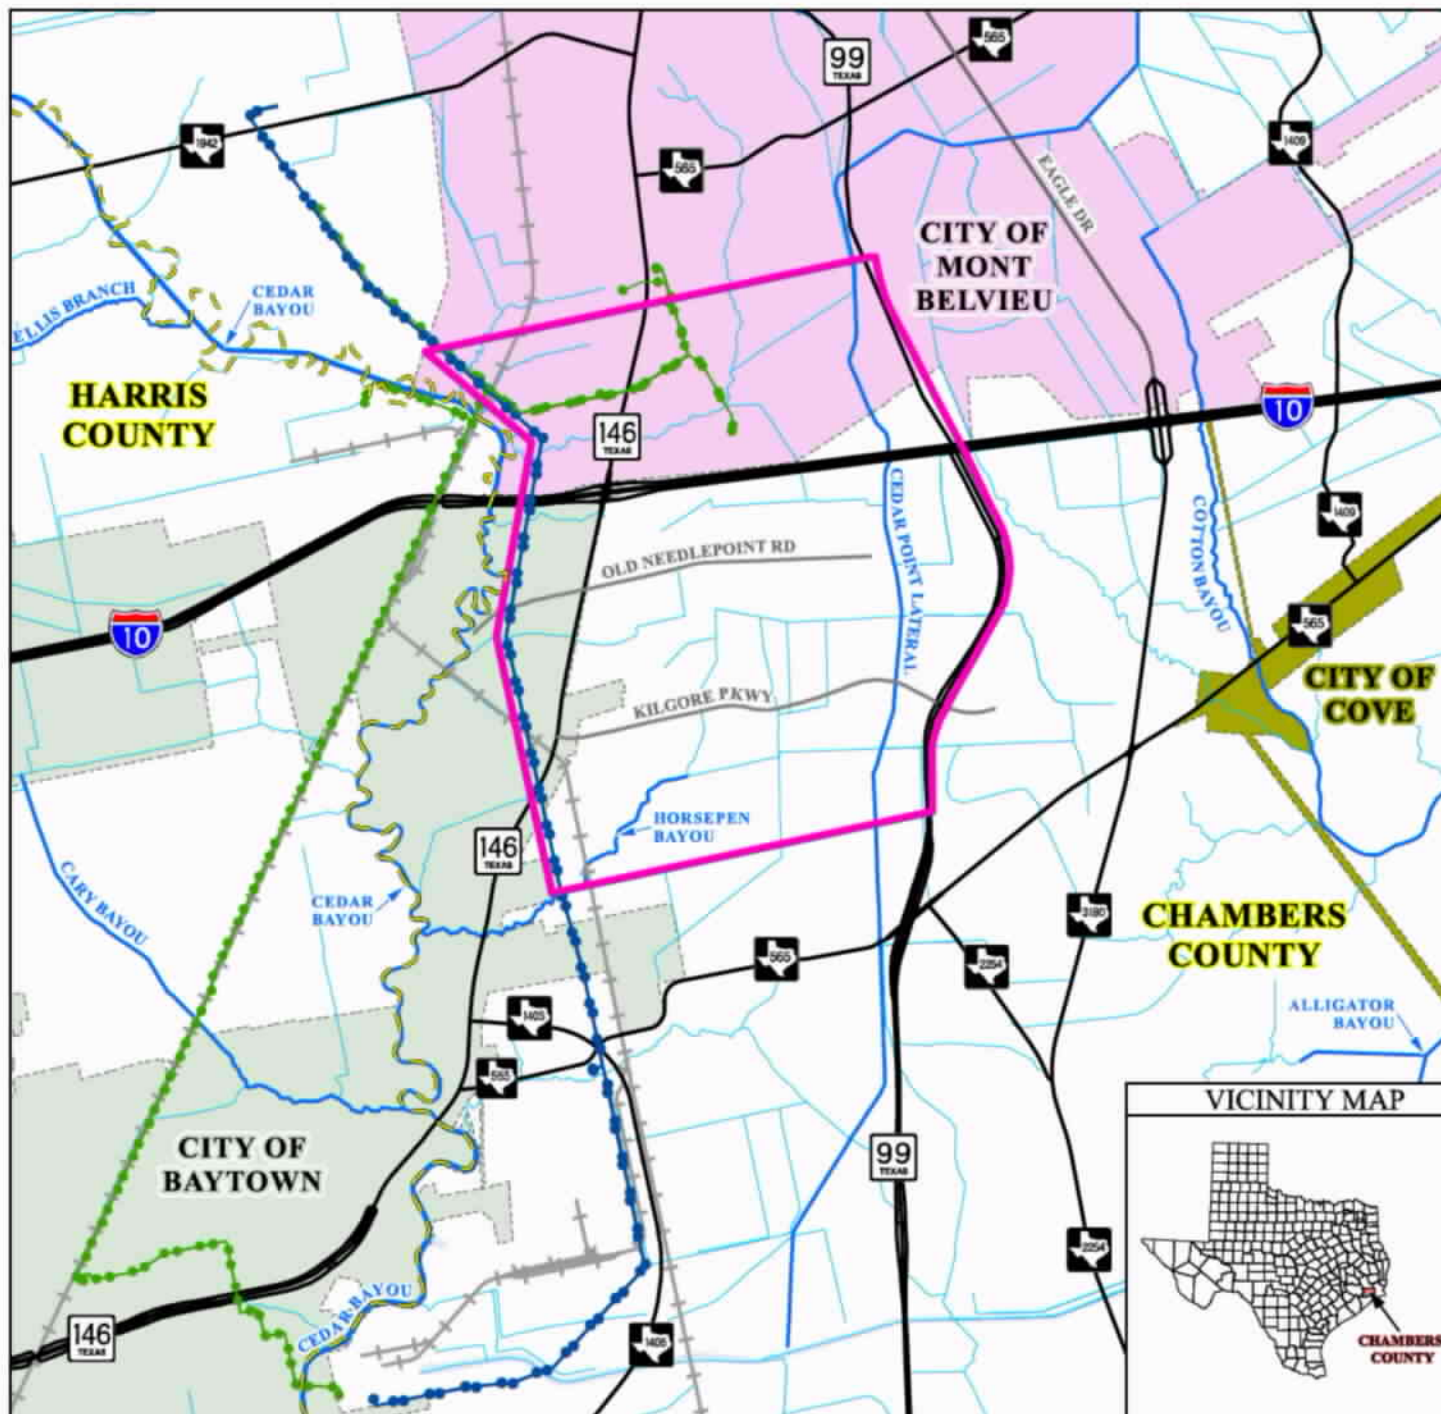 565
99
TEXAS
1942
1409
565
EAGLE DR
CITY OF
MONT
BELVIEU
ELLIS BRANCH
CEDAR
BAYOU
HARRIS
COUNTY
10
146
TEXAS
CEDAR POINT LATERAL
COTTON BAYOU
1409
OLD NEEDLEPOINT RD
10
565
CITY OF
COVE
KILGORE PKWY
HORSEPEN
BAYOU
146
TEXAS
CARY BAYOU
CEDAR
BAYOU
3180
CHAMBERS
COUNTY
565
2354
1405
ALLIGATOR
BAYOU
565
VICINITY MAP
CITY OF
BAYTOWN
99
TEXAS
2354
CEDAR BAYOU
146
TEXAS
1405
CHAMBERS
COUNTY